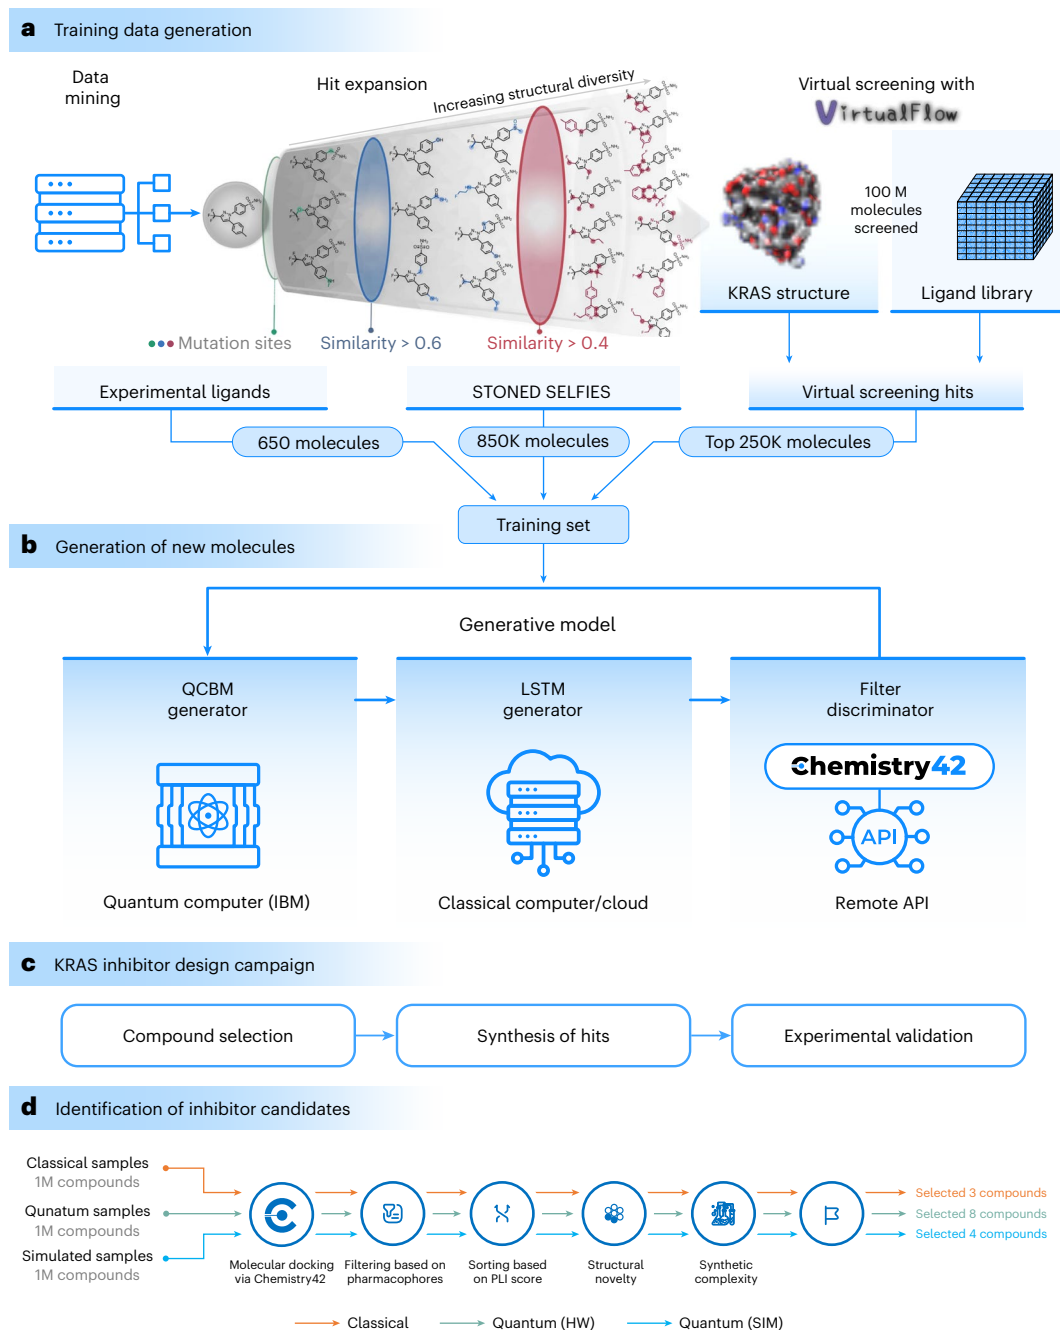 a Training data generation
Data
mining
Hit expansion
Increasing structural diversity
Virtual screening with
VirtualFlow
100 M
molecules
screened
KRAS structure
Ligand library
Mutation sites
Similarity > 0.6
Similarity > 0.4
Experimental ligands
STONED SELFIES
Virtual screening hits
650 molecules
850K molecules
Top 250K molecules
Training set
b Generation of new molecules
Generative model
QCBM
generator
LSTM
generator
Filter
discriminator
Chemistry42
API
Quantum computer (IBM)
Classical computer/cloud
Remote API
c KRAS inhibitor design campaign
Compound selection
Synthesis of hits
Experimental validation
d Identification of inhibitor candidates
Classical samples
1M compounds
Qunatum samples
1M compounds
Simulated samples
1M compounds
Selected 3 compounds
Selected 8 compounds
Selected 4 compounds
Molecular docking
via Chemistry42
Filtering based on
pharmacophores
Sorting based
on PLI score
Structural
novelty
Synthetic
complexity
Classical
Quantum (HW)
Quantum (SIM)